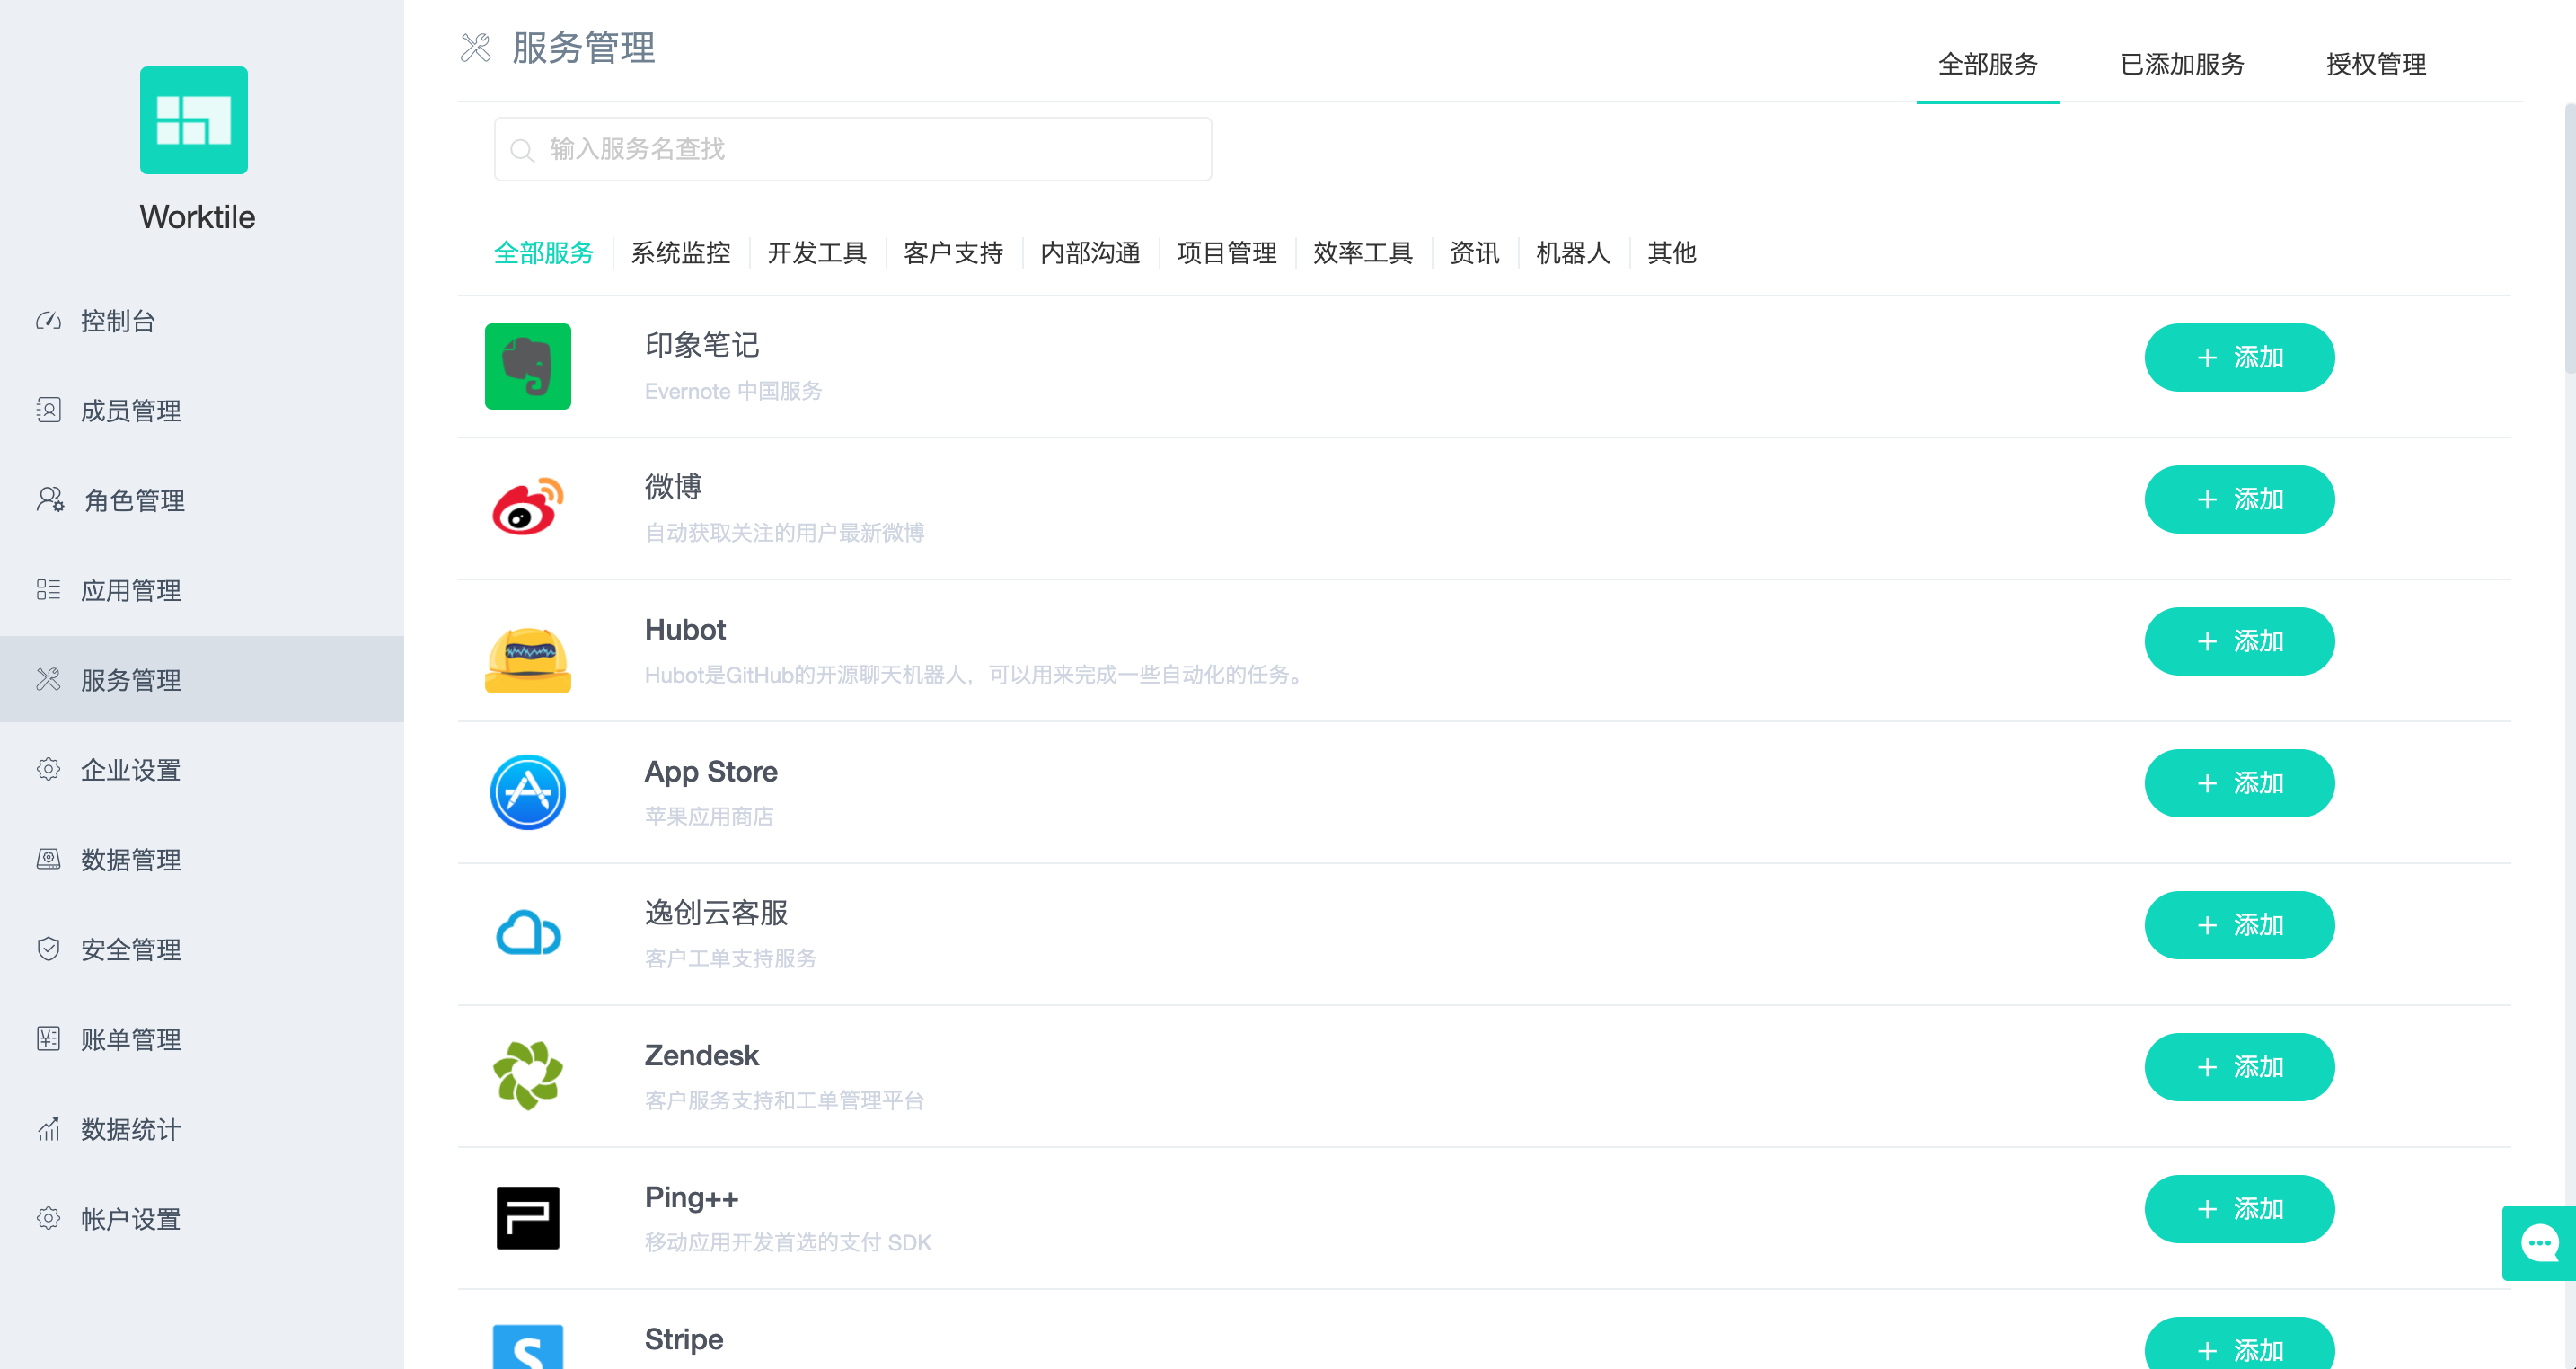 Worktile
控制台
成员管理
角色管理
应用管理
服务管理
企业设置
数据管理
安全管理
账单管理
数据统计
帐户设置
服务管理
全部服务 已添加服务 授权管理
输入服务名查找
全部服务 系统监控 开发工具 客户支持 内部沟通 项目管理 效率工具 资讯 机器人 其他
印象笔记
Evernote 中国服务
+ 添加
微博
自动获取关注的用户最新微博
+ 添加
Hubot
Hubot是GitHub的开源聊天机器人，可以用来完成一些自动化的任务。
+ 添加
App Store
苹果应用商店
+ 添加
逸创云客服
客户工单支持服务
+ 添加
Zendesk
客户服务支持和工单管理平台
+ 添加
Ping++
移动应用开发首选的支付 SDK
+ 添加
Stripe
+ 添加